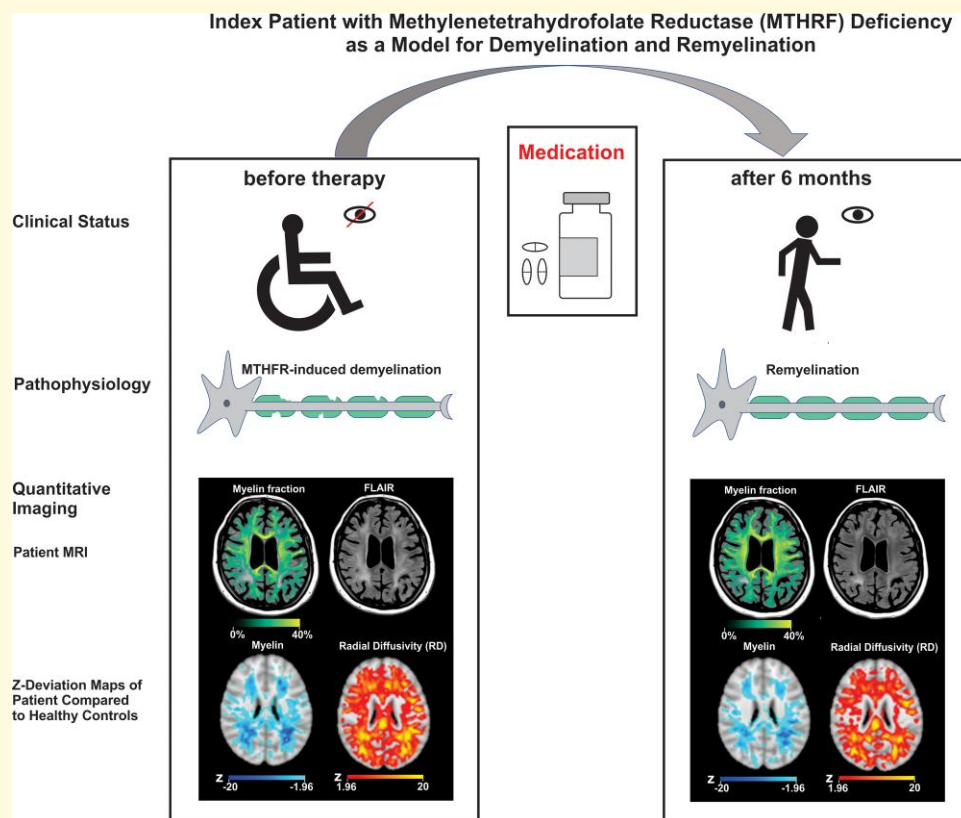 Index Patient with Methylenetetrahydrofolate Reductase (MTHRF) Deficiency
as a Model for Demyelination and Remyelination
Medication
before therapy
after 6 months
Clinical Status
Pathophysiology
MTHFR-induced demyelination
Remyelination
Quantitative
Imaging
Myelin fraction
FLAIR
Myelin fraction
FLAIR
Patient MRI
0%
40%
0%
40%
Myelin
Radial Diffusivity (RD)
Myelin
Radial Diffusivity (RD)
Z-Deviation Maps of
Patient Compared
to Healthy Controls
z
-20
-1.96
z
1.96
20
z
-20
-1.96
z
1.96
20